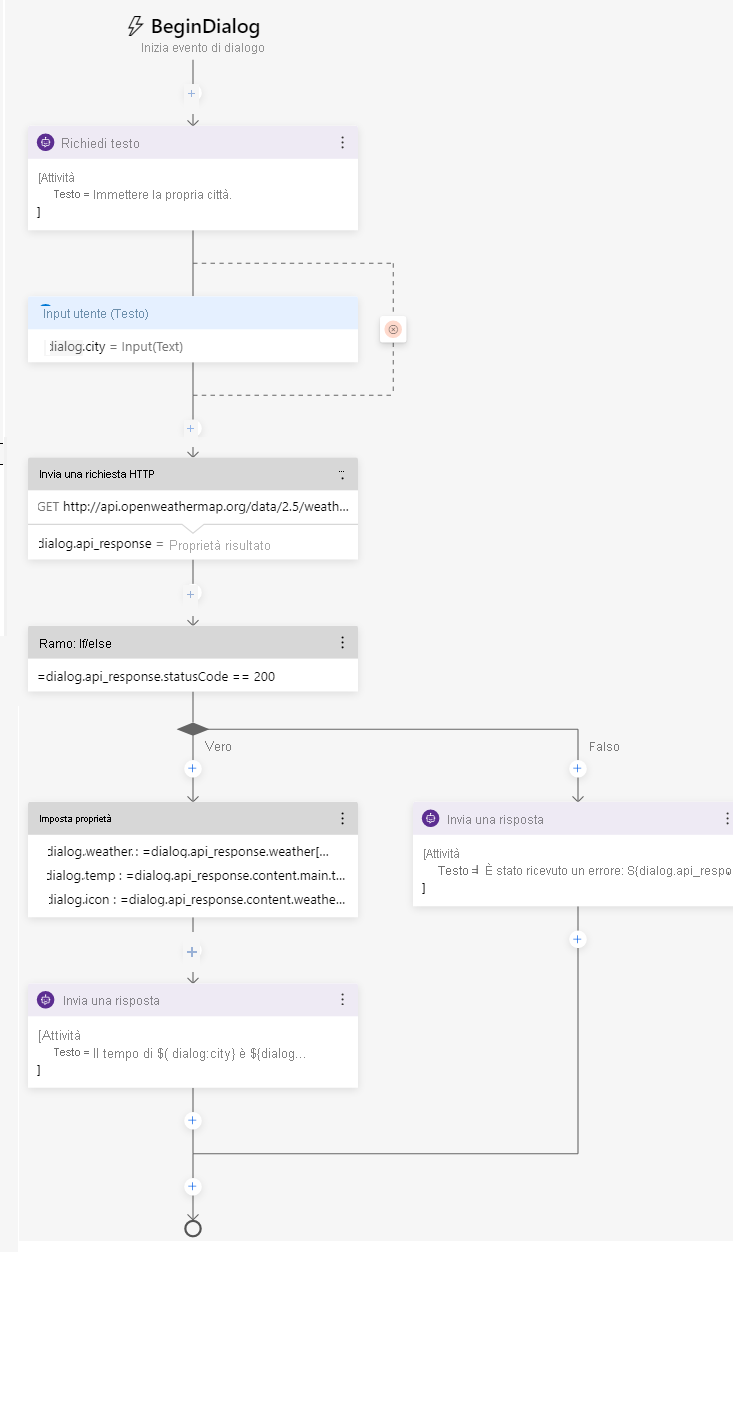 BeginDialog
Inizia evento di dialogo
Richiedi testo
[Attività
Testo = Immettere la propria città.
]
Input utente (Testo)
dialog.city = Input(Text)
Invia una richiesta HTTP
GET http://api.openweathermap.org/data/2.5/weath...
dialog.api_response = Proprietà risultato
Ramo: If/else
=dialog.api_response.statusCode == 200
Vero
Falso
Imposta proprietà
dialog.weather.: =dialog.api_response.weather[...
dialog.temp : =dialog.api_response.content.main.t...
dialog.icon : =dialog.api_response.content.weathe...
Invia una risposta
[Attività
Testo = È stato ricevuto un errore: S{dialog.api_respo
]
Invia una risposta
[Attività
Testo = Il tempo di $( dialog:city} è ${dialog...
]